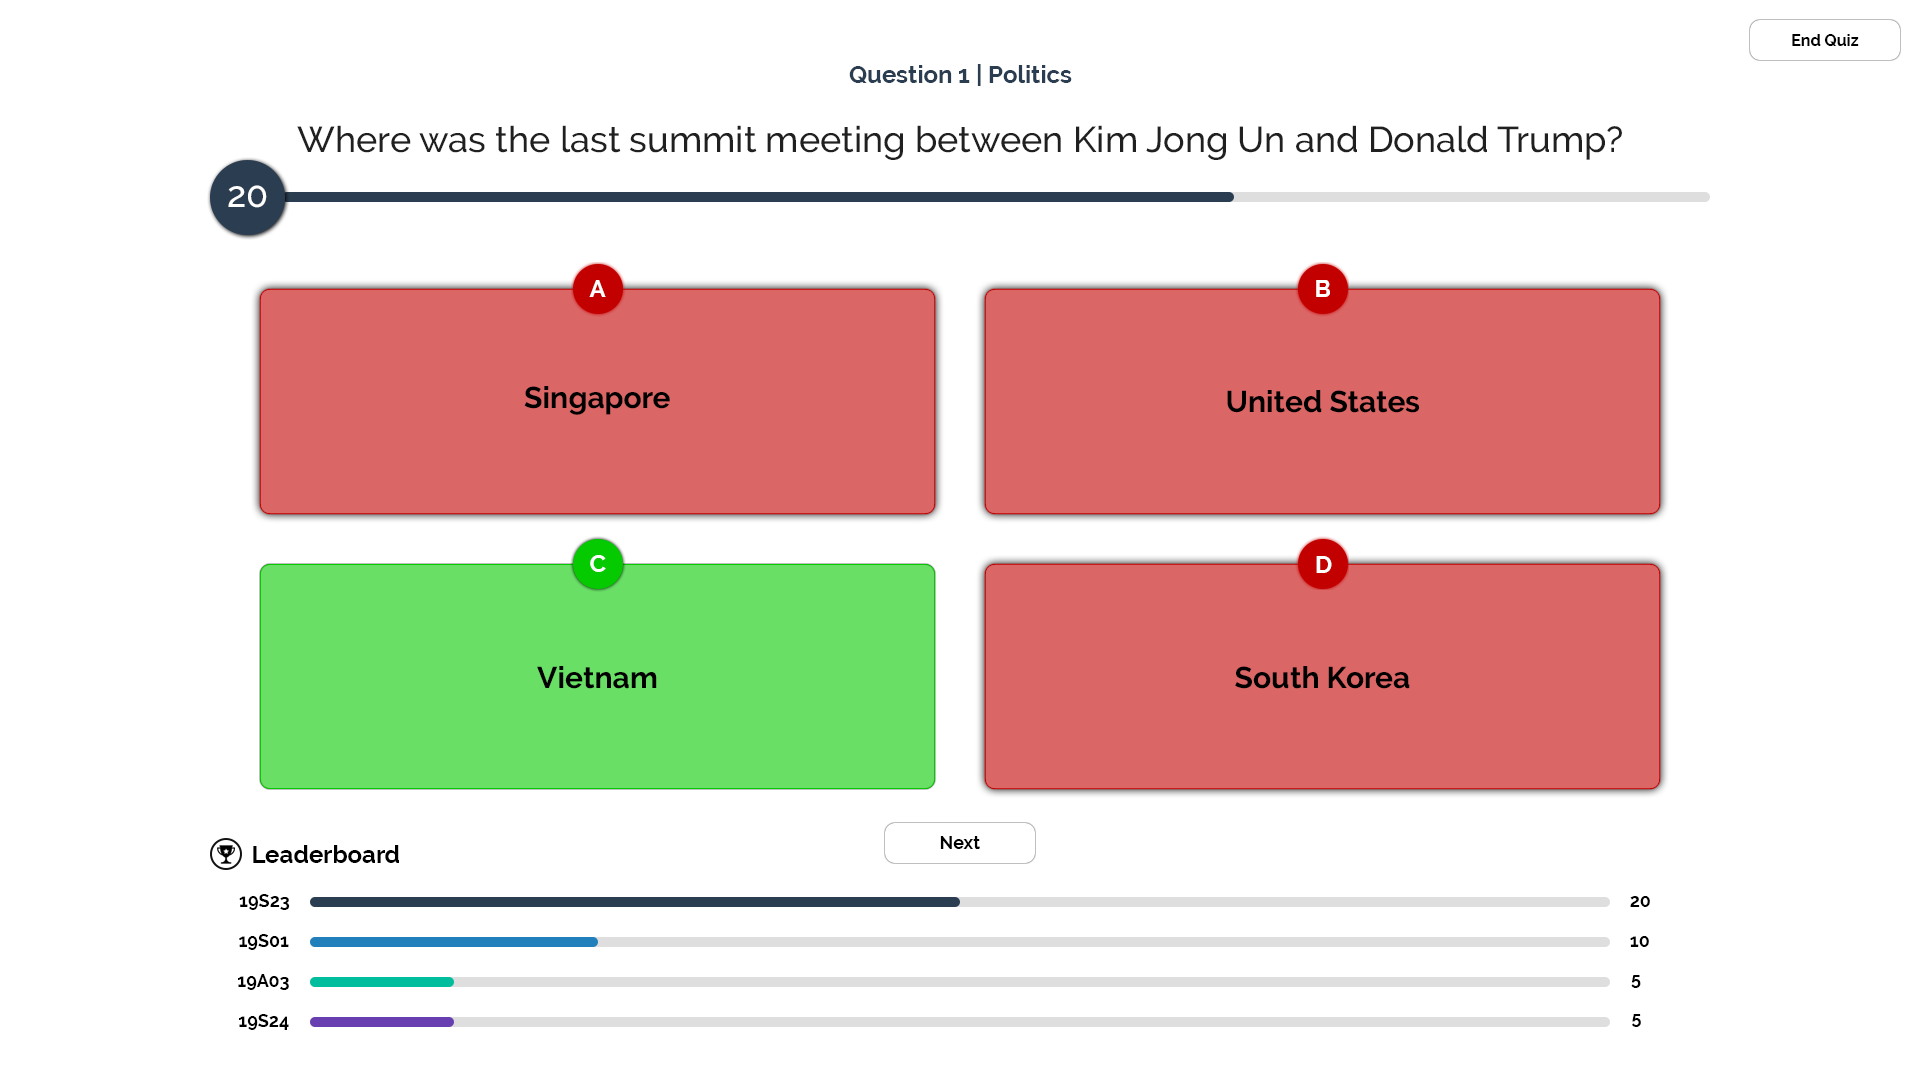 End Quiz
Question 1 | Politics
Where was the last summit meeting between Kim Jong Un and Donald Trump?
20
A
B
Singapore
United States
C
D
Vietnam
South Korea
Next
Leaderboard
19S23 20
19S01 10
19A03 5
19S24 5